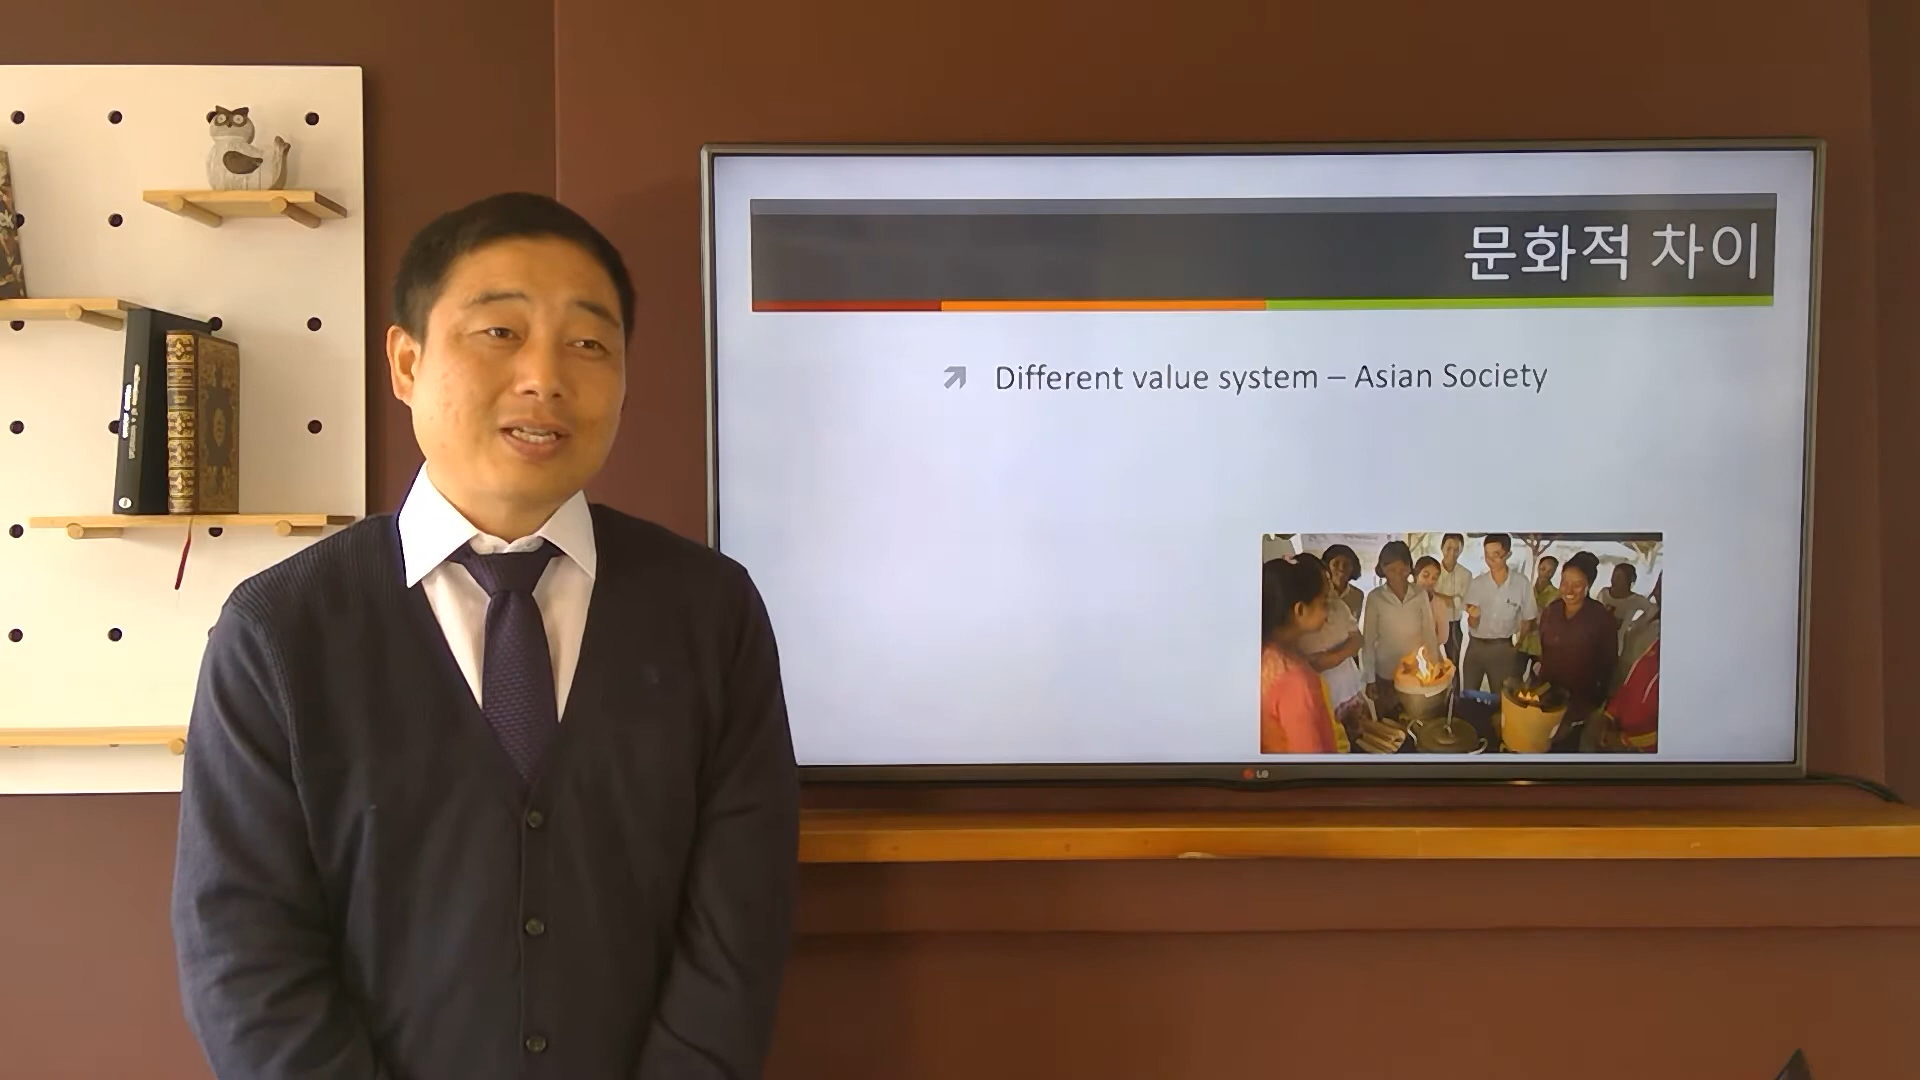 문화적 차이
Different value system – Asian Society
LG